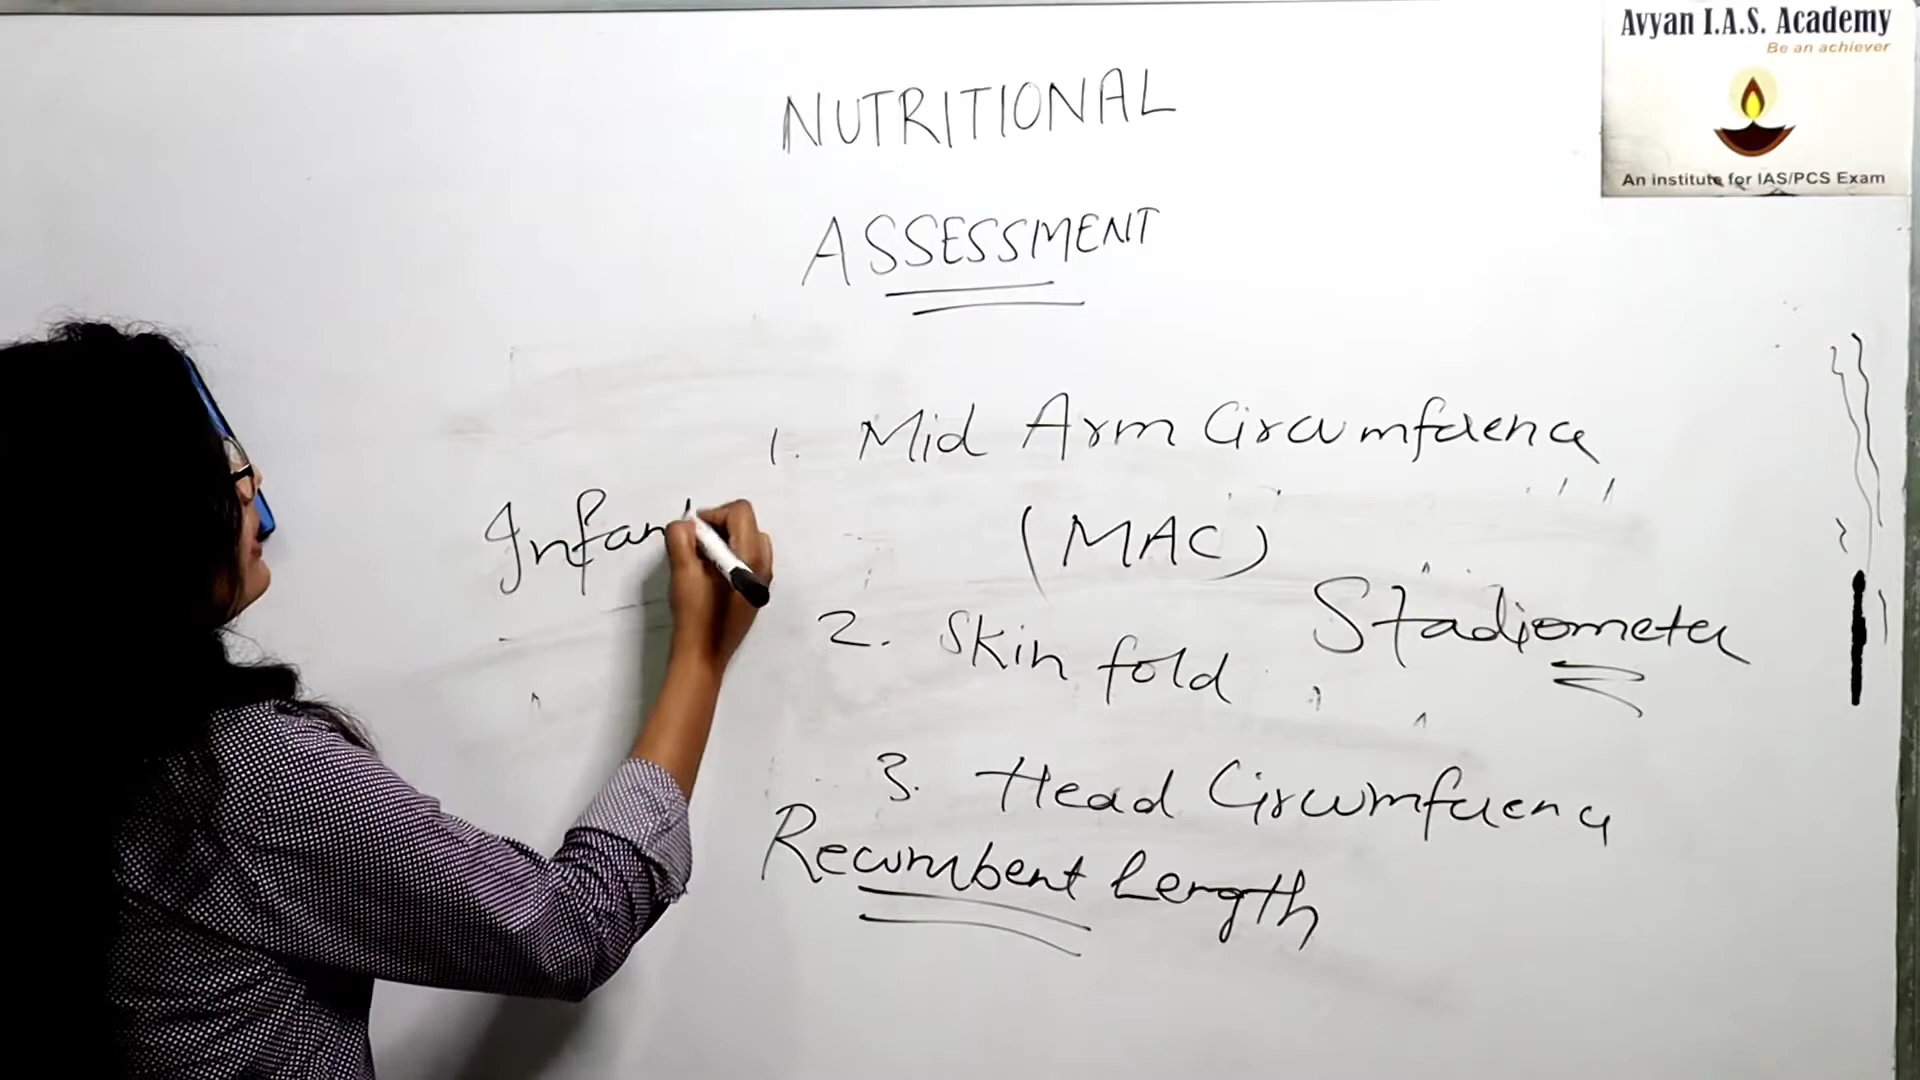 Avyan I.A.S. Academy
Be an achiever
An institute for IAS/PCS Exam
NUTRITIONAL
ASSESSMENT
1. Mid Arm Circumference
(MAC)
Infant
2. Skin fold
Stadiometer
3. Head Circumference
Recumbent Length